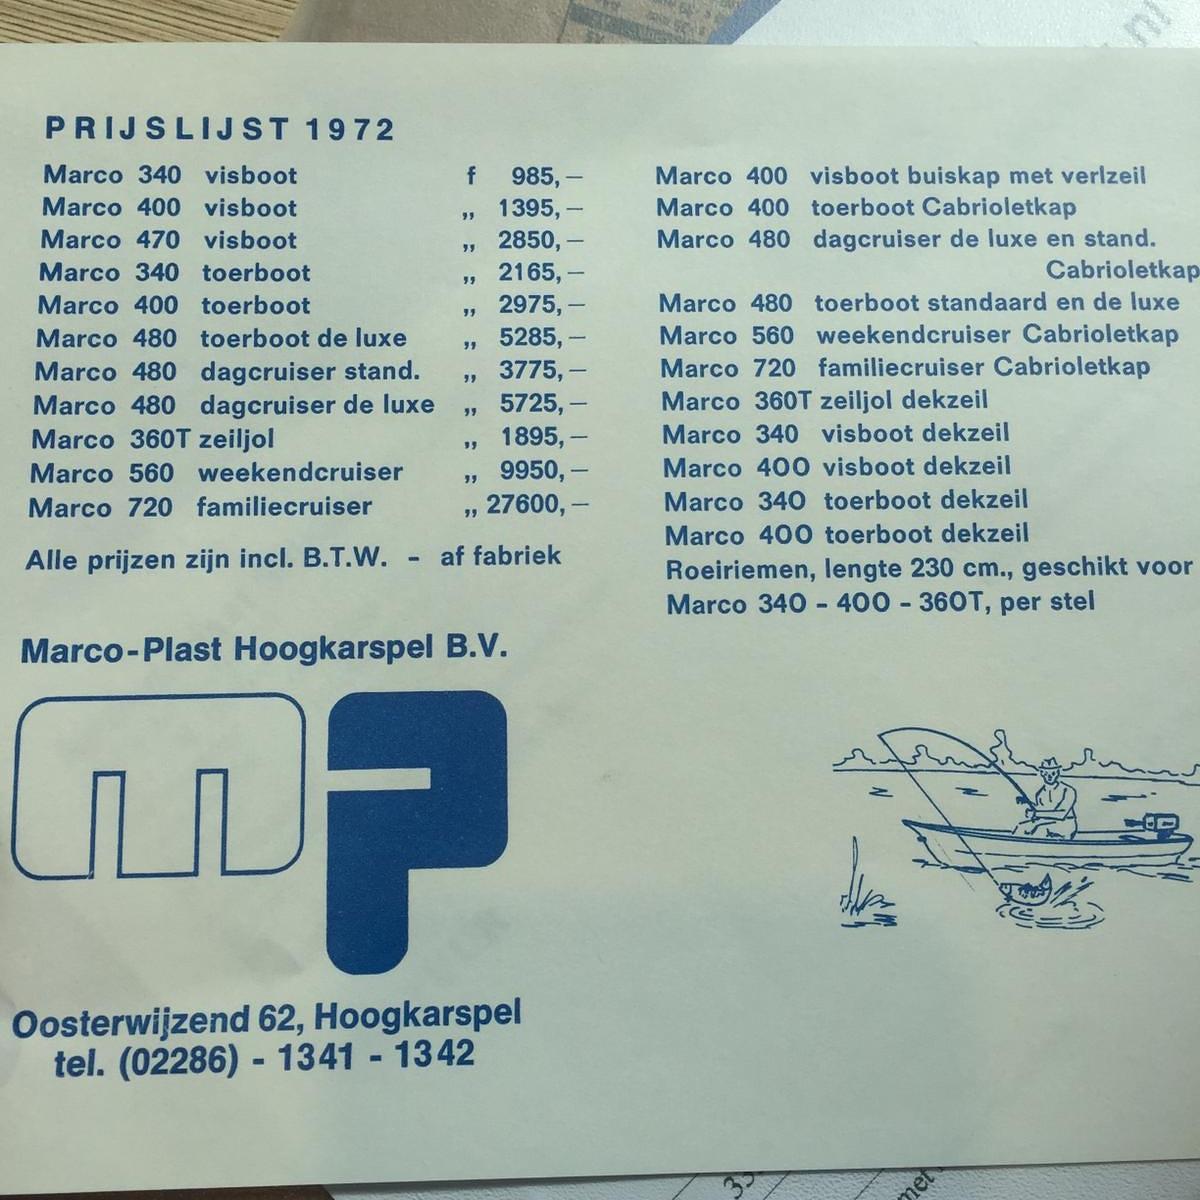 PRIJSLIJST 1972
Marco 340 visboot f 985,—
Marco 400 visboot ,, 1395,—
Marco 470 visboot ,, 2850,—
Marco 340 toerboot ,, 2165,—
Marco 400 toerboot ,, 2975,—
Marco 480 toerboot de luxe ,, 5285,—
Marco 480 dagcruiser stand. ,, 3775,—
Marco 480 dagcruiser de luxe ,, 5725,—
Marco 360T zeiljol ,, 1895,—
Marco 560 weekendcruiser ,, 9950,—
Marco 720 familiecruiser ,, 27600,—
Alle prijzen zijn incl. B.T.W. - af fabriek
Marco-Plast Hoogkarspel B.V.
mp
Oosterwijzend 62, Hoogkarspel
tel. (02286) - 1341 - 1342
Marco 400 visboot buiskap met verlzeil
Marco 400 toerboot Cabrioletkap
Marco 480 dagcruiser de luxe en stand.
Cabrioletkap
Marco 480 toerboot standaard en de luxe
Marco 560 weekendcruiser Cabrioletkap
Marco 720 familiecruiser Cabrioletkap
Marco 360T zeiljol dekzeil
Marco 340 visboot dekzeil
Marco 400 visboot dekzeil
Marco 340 toerboot dekzeil
Marco 400 toerboot dekzeil
Roeiriemen, lengte 230 cm., geschikt voor
Marco 340 - 400 - 360T, per stel
met